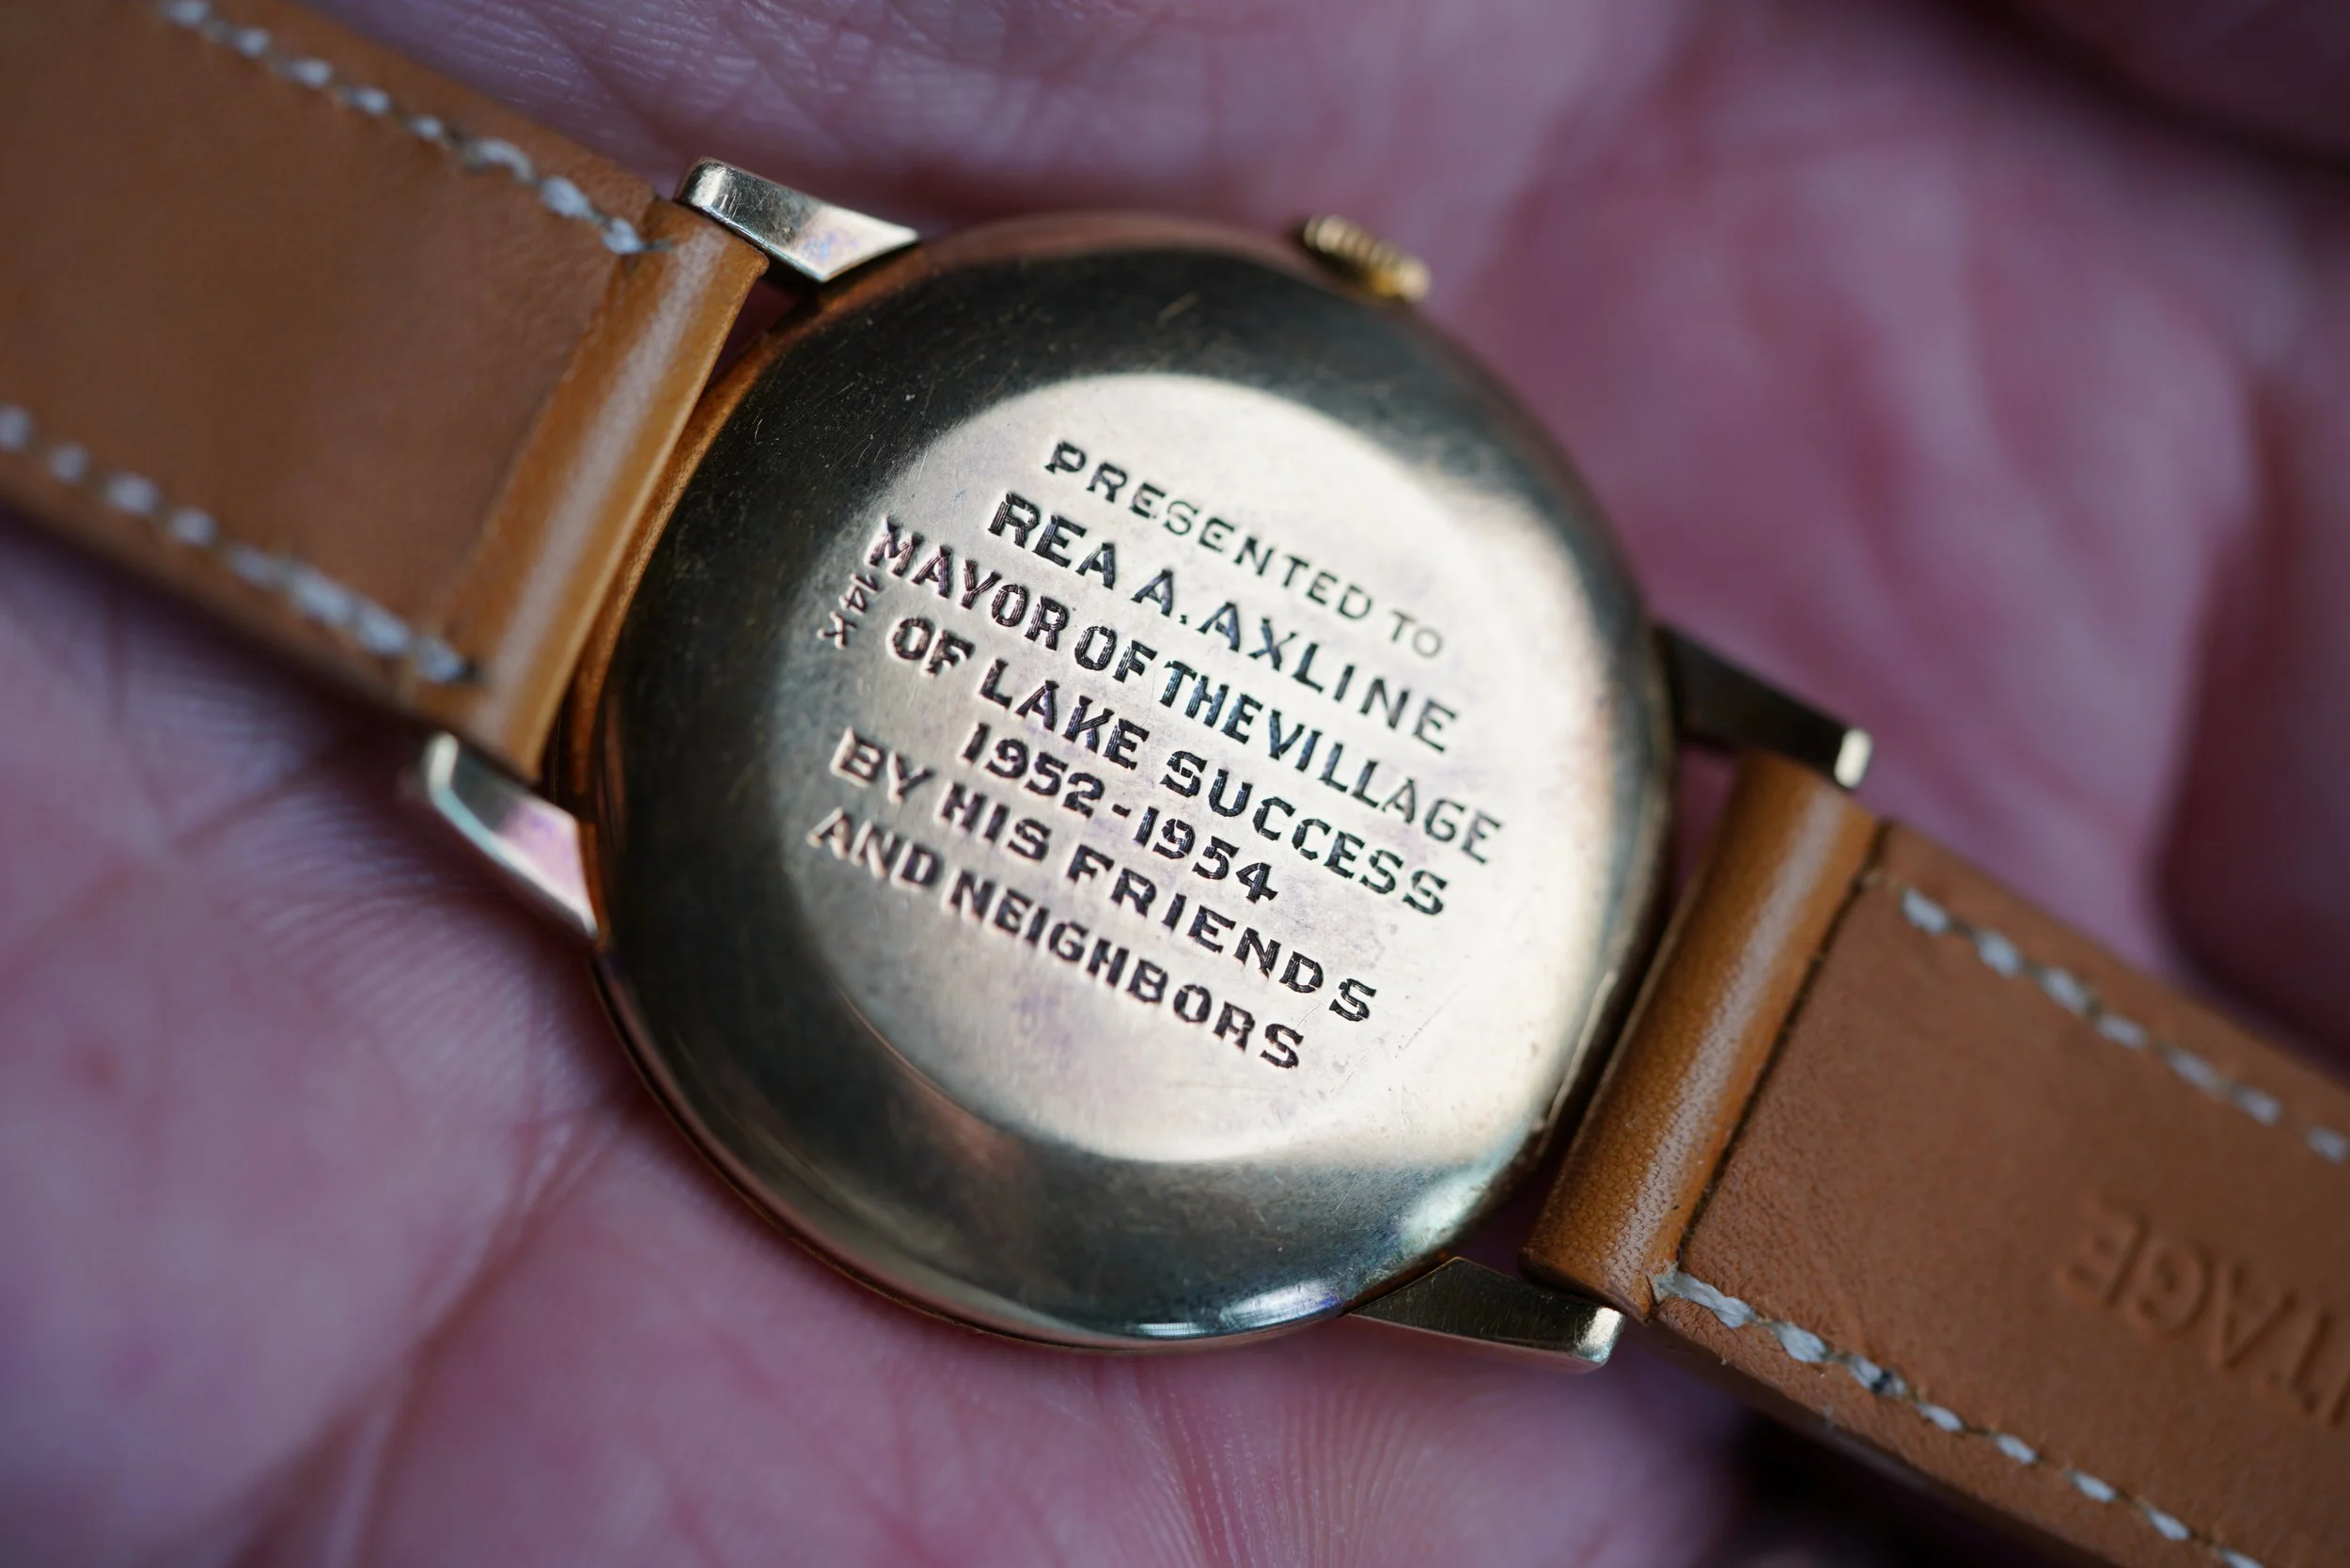 PRESENTED TO
REA A. AXLINE
MAYOR OF THE VILLAGE
OF LAKE SUCCESS
1952-1954
BY HIS FRIENDS
AND NEIGHBORS
14K